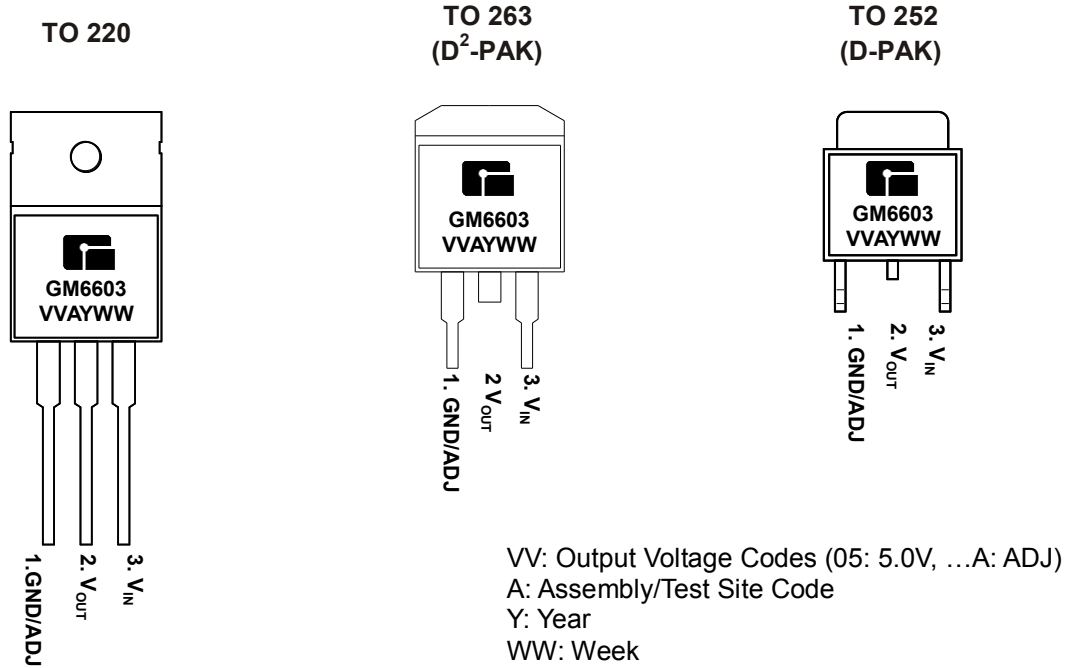 TO 220
TO 263
(D²-PAK)
TO 252
(D-PAK)
GM6603
VVAYWW
1.GND/ADJ
2. VOUT
3. VIN
GM6603
VVAYWW
1. GND/ADJ
2 VOUT
3. VIN
GM6603
VVAYWW
1. GND/ADJ
2. VOUT
3. VIN
VV: Output Voltage Codes (05: 5.0V, …A: ADJ)
A: Assembly/Test Site Code
Y: Year
WW: Week